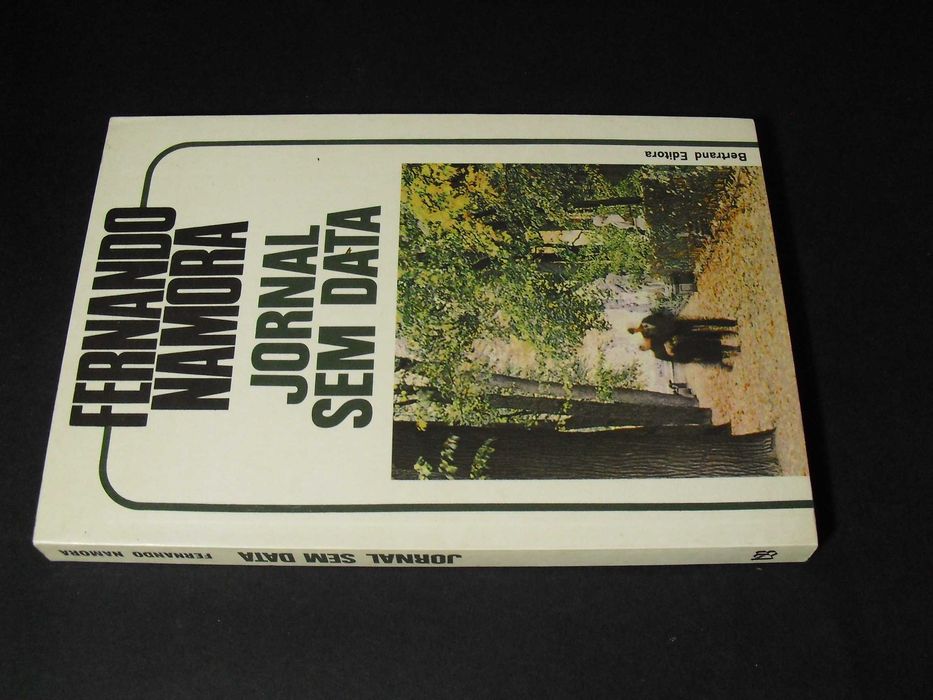 FERNANDO
NAMORA
JORNAL
SEM DATA
Bertrand Editora
FERNANDO NAMORA JORNAL SEM DATA